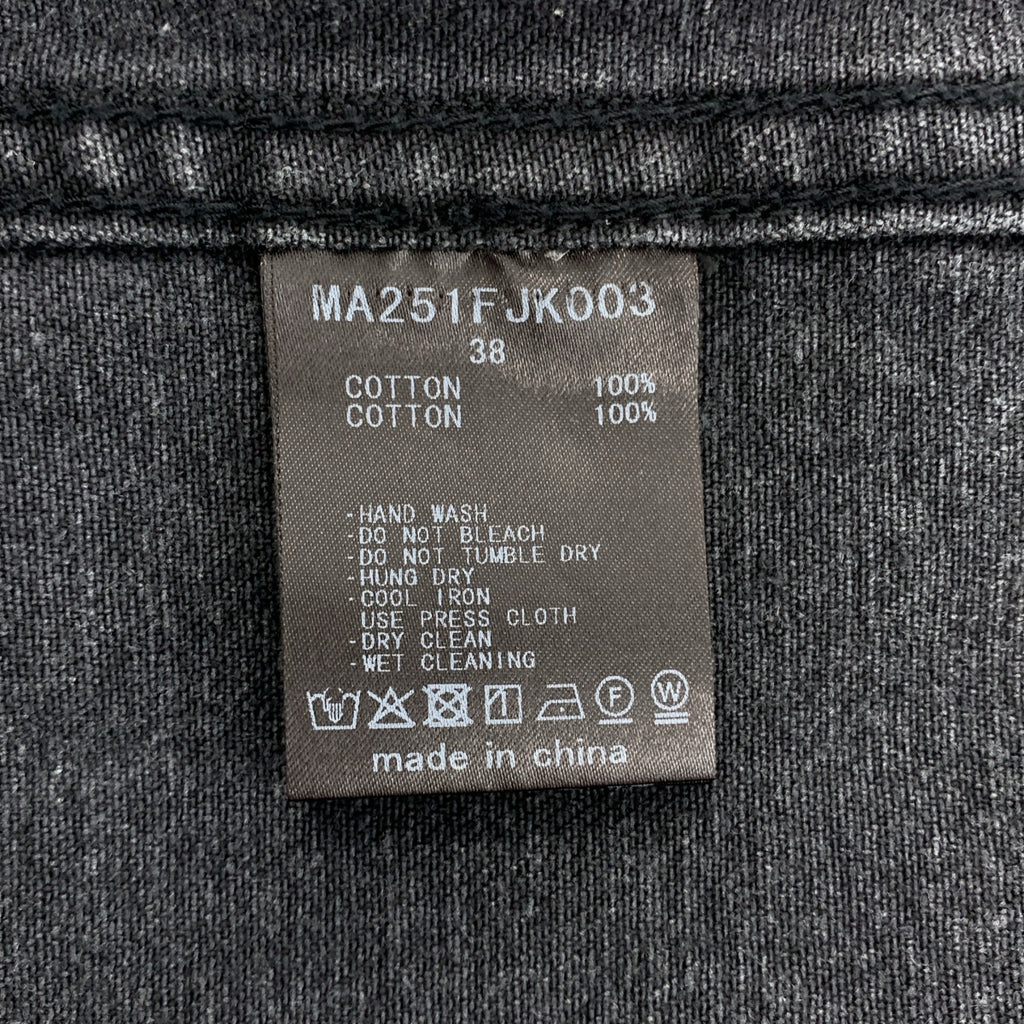 MA251FJK003
38
COTTON 100%
COTTON 100%
-HAND WASH
-DO NOT BLEACH
-DO NOT TUMBLE DRY
-HUNG DRY
-COOL IRON
USE PRESS CLOTH
-DRY CLEAN
-WET CLEANING
F W
made in china